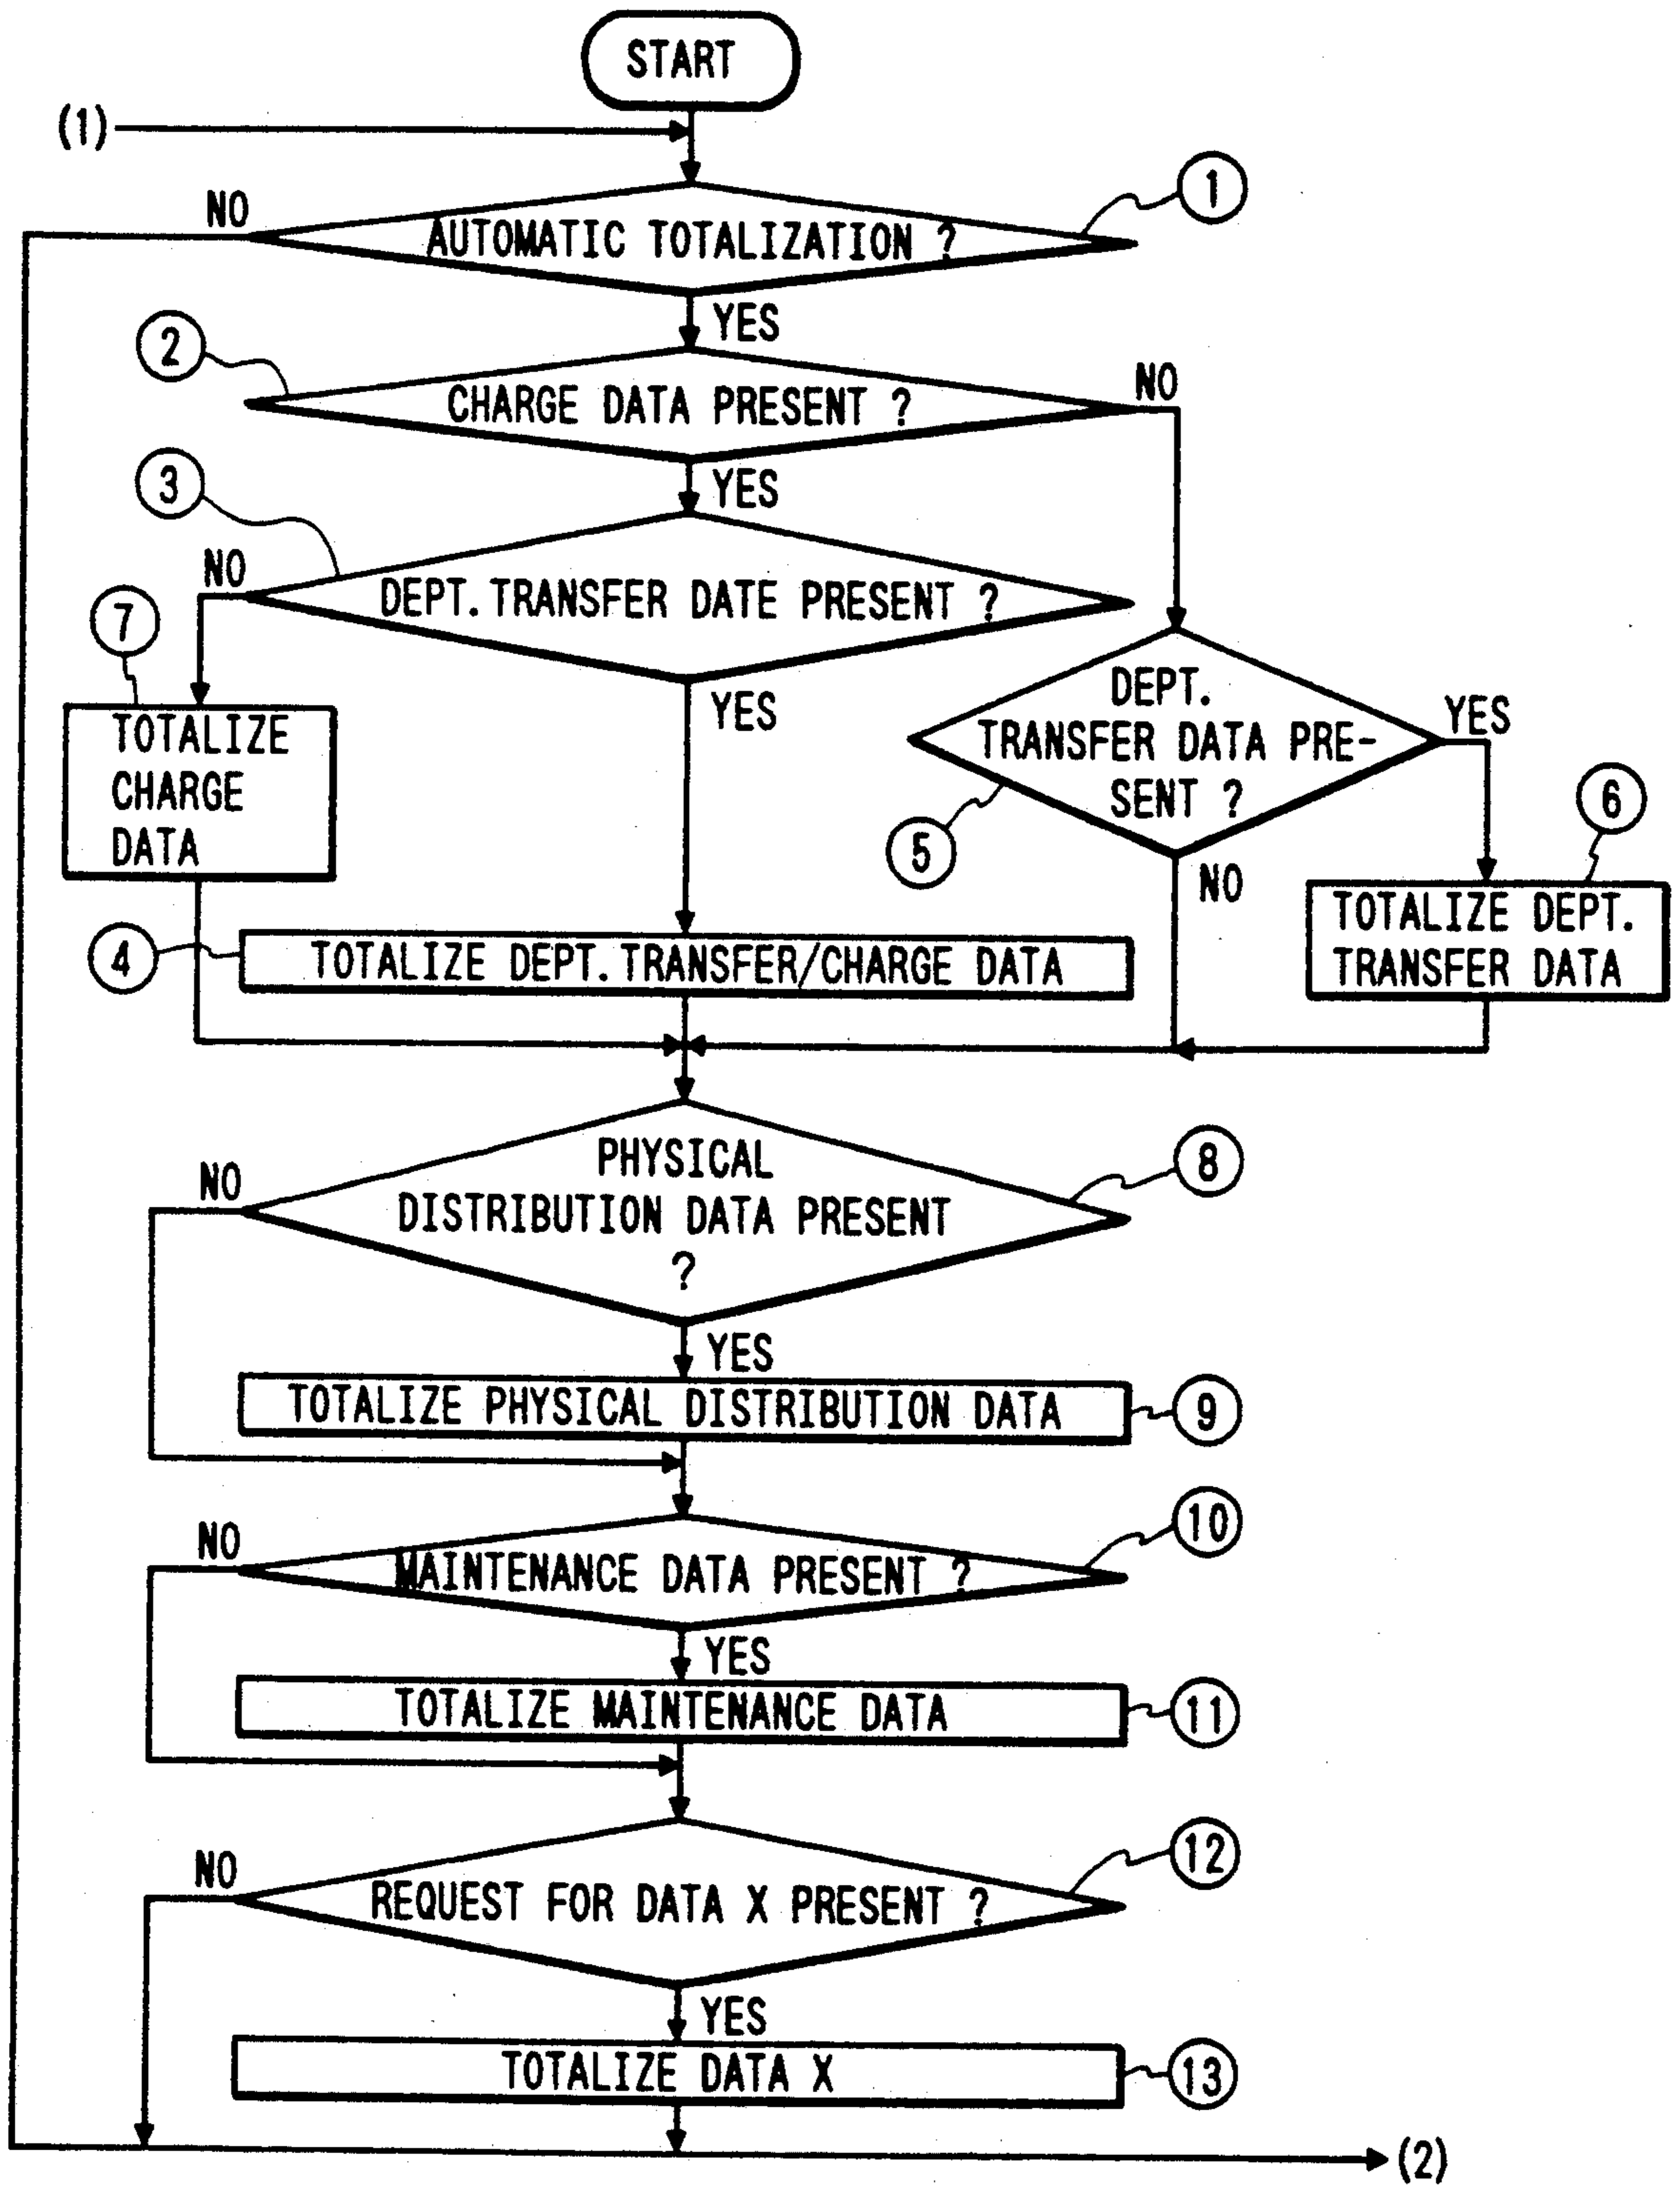 START
(1)
1
NO
AUTOMATIC TOTALIZATION ?
YES
2
CHARGE DATA PRESENT ?
NO
YES
3
NO
DEPT. TRANSFER DATE PRESENT ?
7
YES
DEPT.
TRANSFER DATA PRE-
SENT ?
YES
TOTALIZE
CHARGE
DATA
5
NO
6
TOTALIZE DEPT.
TRANSFER DATA
4
TOTALIZE DEPT. TRANSFER/CHARGE DATA
PHYSICAL
DISTRIBUTION DATA PRESENT
?
8
NO
YES
TOTALIZE PHYSICAL DISTRIBUTION DATA
9
10
NO
MAINTENANCE DATA PRESENT ?
YES
TOTALIZE MAINTENANCE DATA
11
12
NO
REQUEST FOR DATA X PRESENT ?
YES
TOTALIZE DATA X
13
(2)